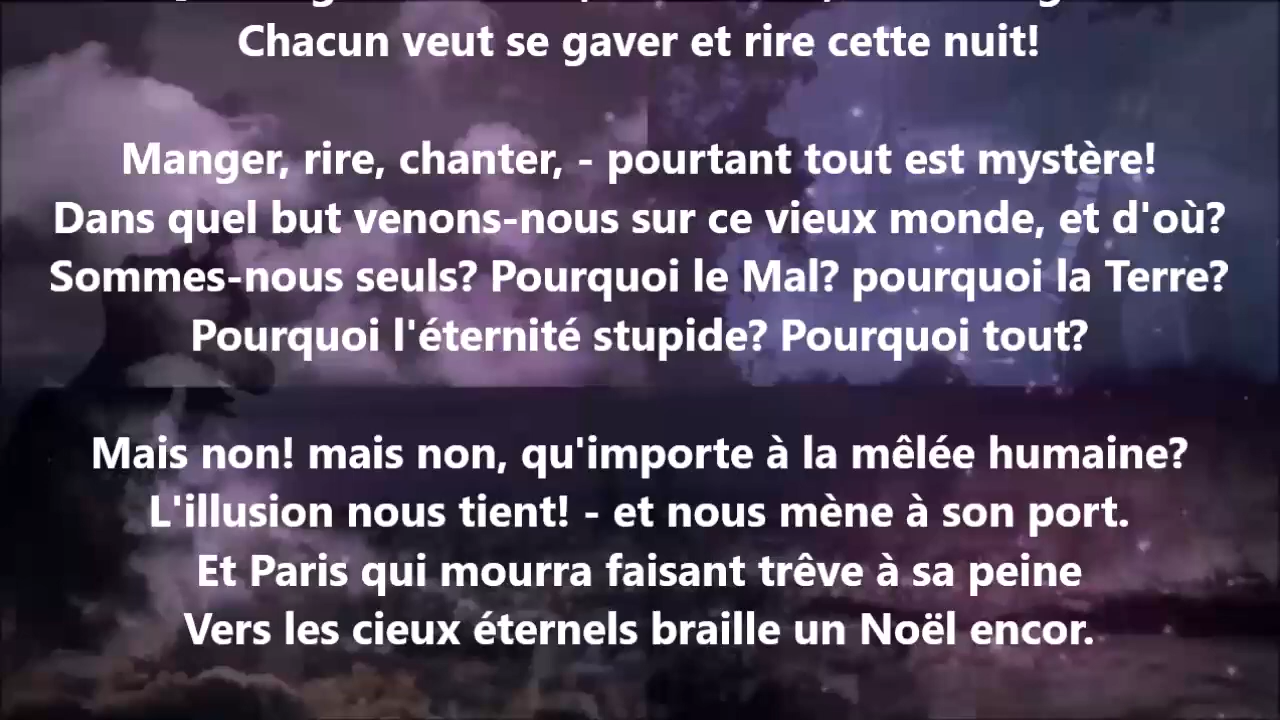 Chacun veut se gaver et rire cette nuit!
Manger, rire, chanter, - pourtant tout est mystère!
Dans quel but venons-nous sur ce vieux monde, et d'où?
Sommes-nous seuls? Pourquoi le Mal? pourquoi la Terre?
Pourquoi l'éternité stupide? Pourquoi tout?
Mais non! mais non, qu'importe à la mêlée humaine?
L'illusion nous tient! - et nous mène à son port.
Et Paris qui mourra faisant trêve à sa peine
Vers les cieux éternels braille un Noël encor.